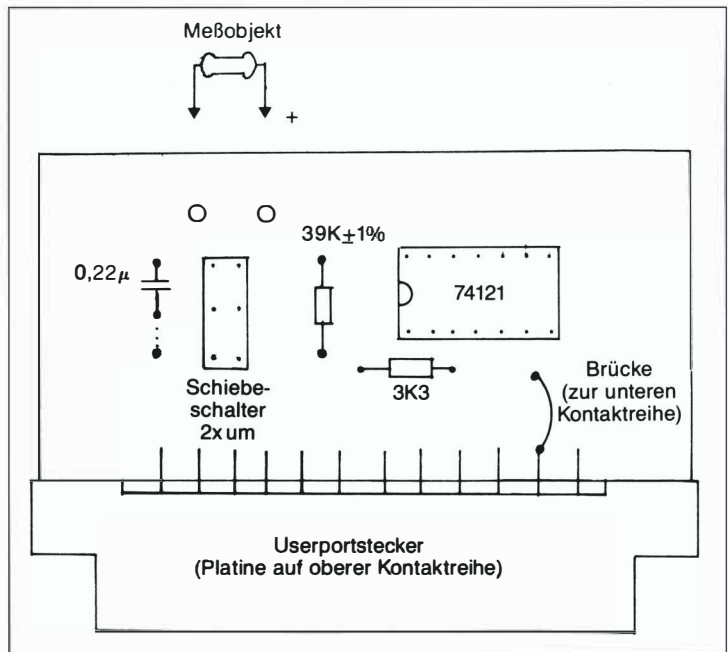 Meßobjekt
+
39K±1%
0,22µ
74121
Schiebe-
schalter
2x um
3K3
Brücke
(zur unteren
Kontaktreihe)
Userportstecker
(Platine auf oberer Kontaktreihe)